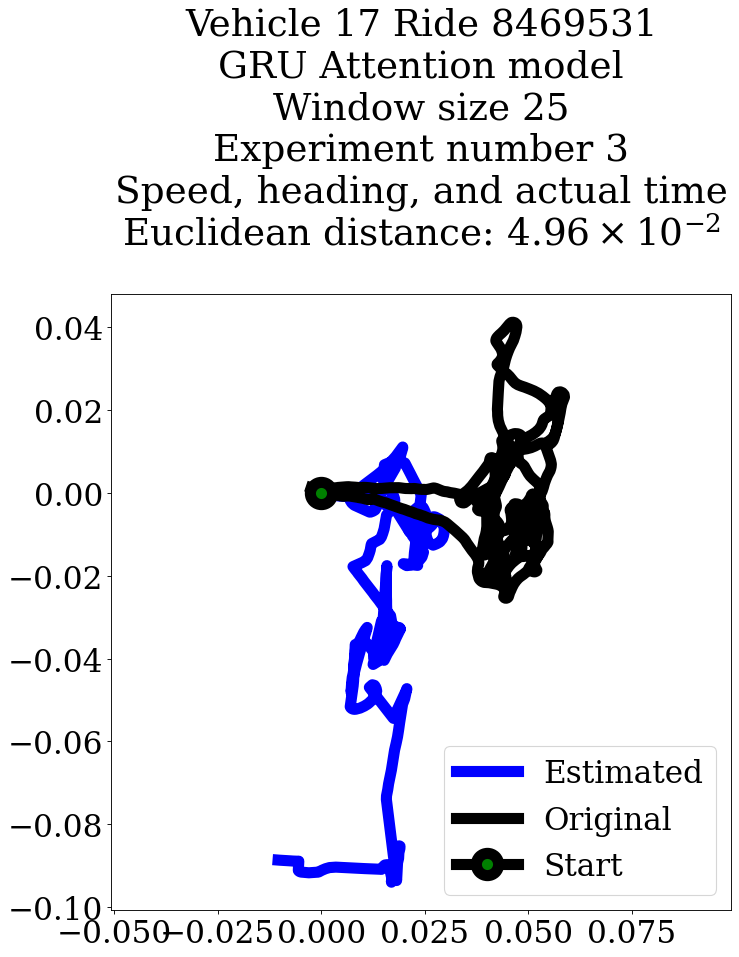 Vehicle 17 Ride 8469531
GRU Attention model
Window size 25
Experiment number 3
Speed, heading, and actual time
Euclidean distance: 4.96 × 10⁻²
0.04
0.02
0.00
−0.02
−0.04
−0.06
−0.08
−0.10
Estimated
Original
Start
−0.050 −0.025 0.000 0.025 0.050 0.075